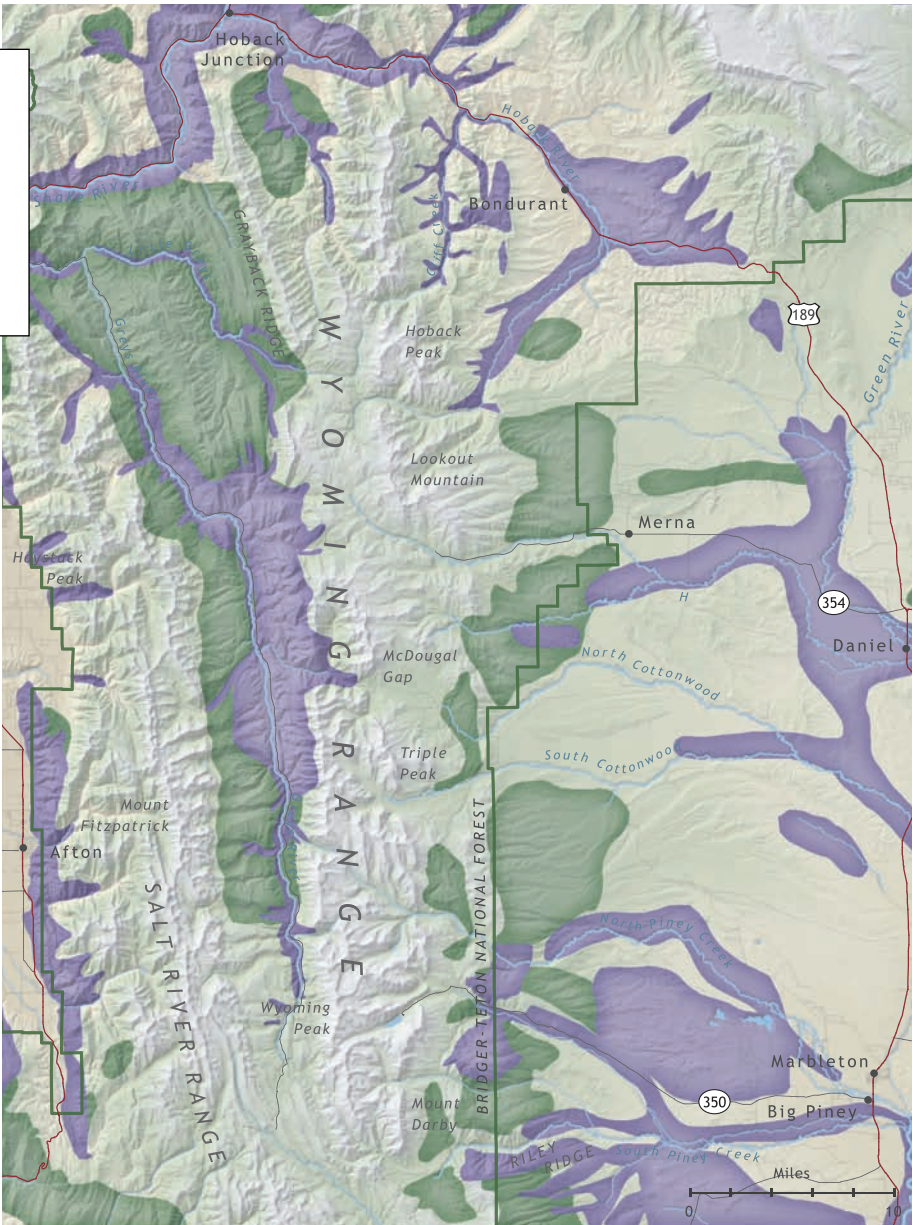 Hoback
Junction
Hoback River
Snake River
Bondurant
Cliff Creek
GRAYBACK RIDGE
Greys
189
Green River
Hoback
Peak
WYOMING RANGE
Lookout
Mountain
Merna
Haystack
Peak
H
354
Daniel
McDougal
Gap
North Cottonwood
Triple
Peak
South Cottonwoo
Mount
Fitzpatrick
Afton
SALT RIVER RANGE
BRIDGER-TETON NATIONAL FOREST
North Piney Creek
Wyoming
Peak
Marbleton
350
Big Piney
Mount
Darby
RILEY
RIDGE
South Piney Creek
Miles
0 10